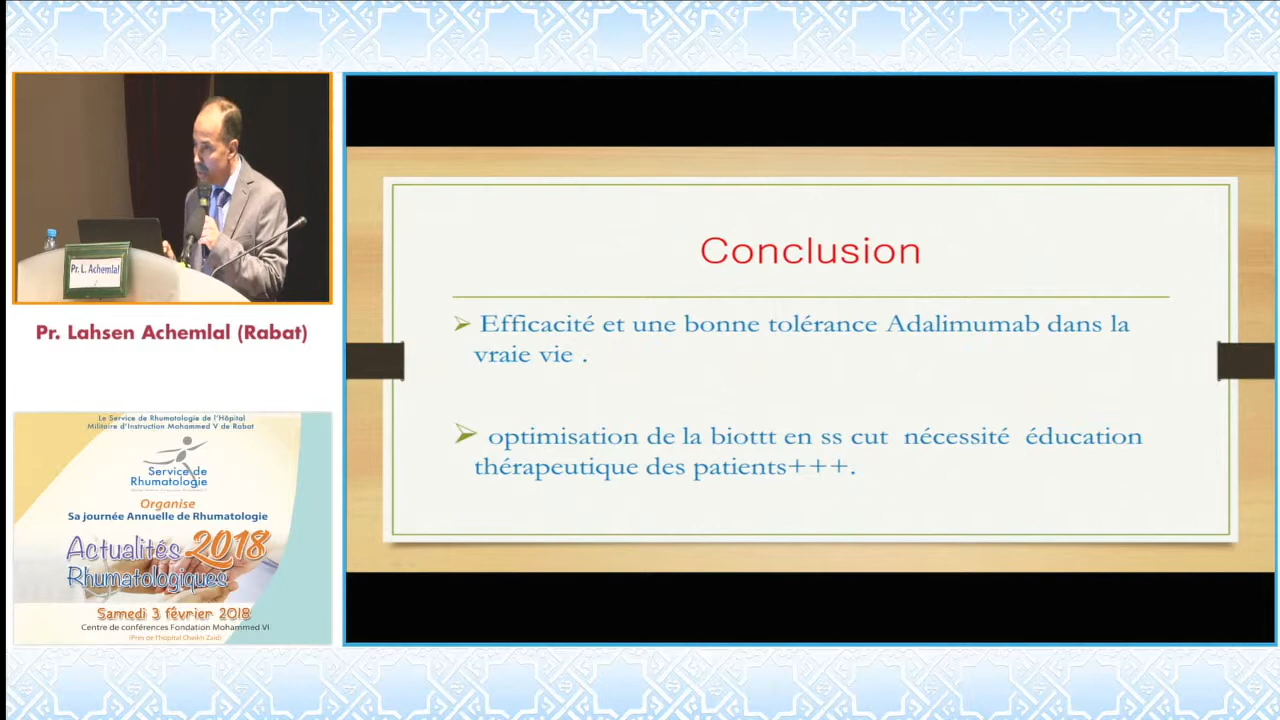 Pr. L. Achemlal
Pr. Lahsen Achemlal (Rabat)
Le Service de Rhumatologie de l'Hôpital
Militaire d'Instruction Mohammed V de Rabat
Service de
Rhumatologie
Organise
Sa journée Annuelle de Rhumatologie
Actualités 2018
Rhumatologiques
Samedi 3 février 2018
Centre de conférences Fondation Mohammed VI
(Près de l'hôpital Cheikh Zaid)
Conclusion
➢ Efficacité et une bonne tolérance Adalimumab dans la
vraie vie .
➢ optimisation de la biottt en ss cut nécessité éducation
thérapeutique des patients+++.